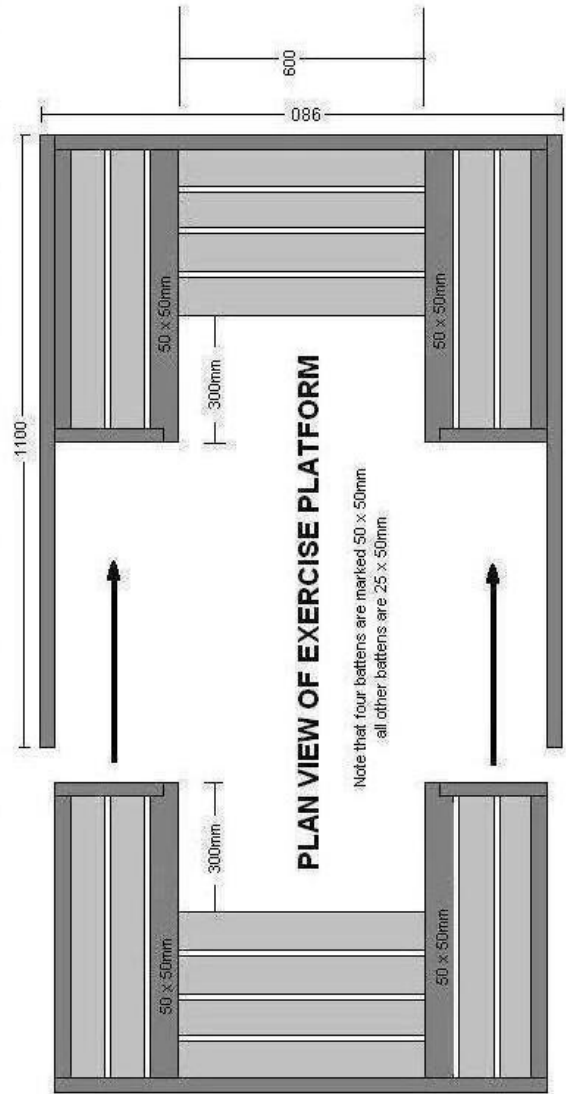 600
980
1100
50 x 50mm
50 x 50mm
300mm
PLAN VIEW OF EXERCISE PLATFORM
Note that four battens are marked 50 x 50mm
all other battens are 25 x 50mm
300mm
50 x 50mm
50 x 50mm